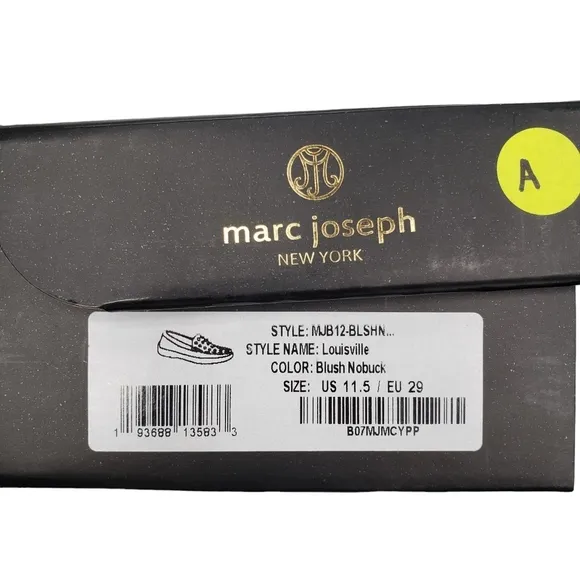 MJ
marc joseph
NEW YORK
A
STYLE: MJB12-BLSHN...
STYLE NAME: Louisville
COLOR: Blush Nobuck
SIZE: US 11.5 / EU 29
1 93688 13583 3
B07MJMCYPP